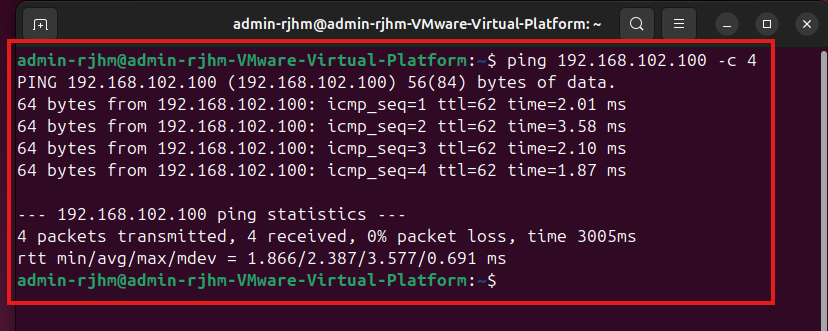 admin-rjhm@admin-rjhm-VMware-Virtual-Platform: ~
admin-rjhm@admin-rjhm-VMware-Virtual-Platform:~$ ping 192.168.102.100 -c 4
PING 192.168.102.100 (192.168.102.100) 56(84) bytes of data.
64 bytes from 192.168.102.100: icmp_seq=1 ttl=62 time=2.01 ms
64 bytes from 192.168.102.100: icmp_seq=2 ttl=62 time=3.58 ms
64 bytes from 192.168.102.100: icmp_seq=3 ttl=62 time=2.10 ms
64 bytes from 192.168.102.100: icmp_seq=4 ttl=62 time=1.87 ms

--- 192.168.102.100 ping statistics ---
4 packets transmitted, 4 received, 0% packet loss, time 3005ms
rtt min/avg/max/mdev = 1.866/2.387/3.577/0.691 ms
admin-rjhm@admin-rjhm-VMware-Virtual-Platform:~$